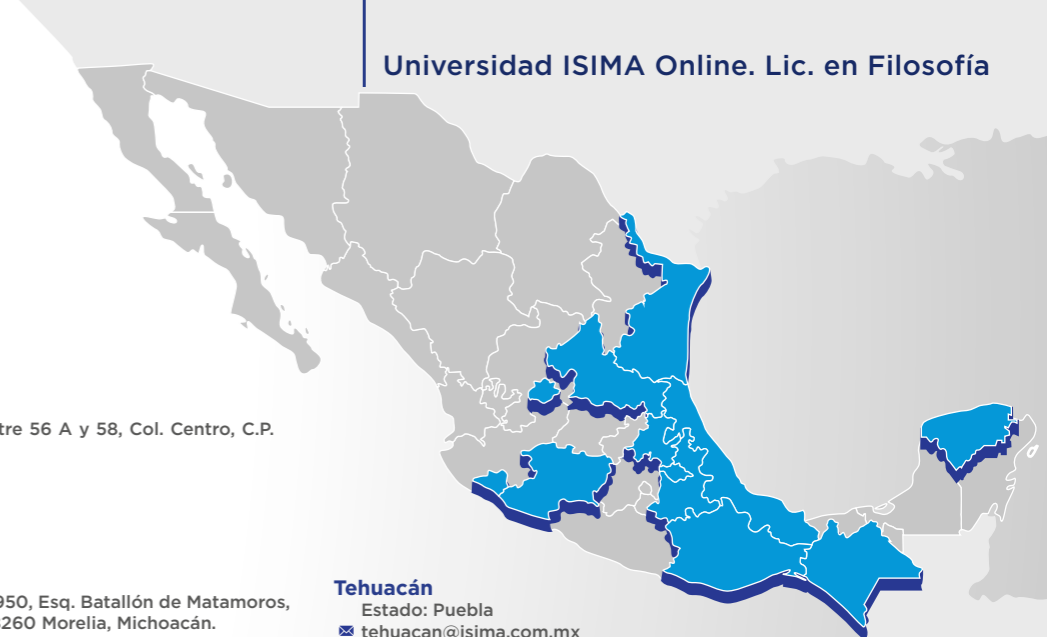 Universidad ISIMA Online. Lic. en Filosofía
tre 56 A y 58, Col. Centro, C.P.
950, Esq. Batallón de Matamoros,
260 Morelia, Michoacán.
Tehuacán
Estado: Puebla
tehuacan@isima.com.mx